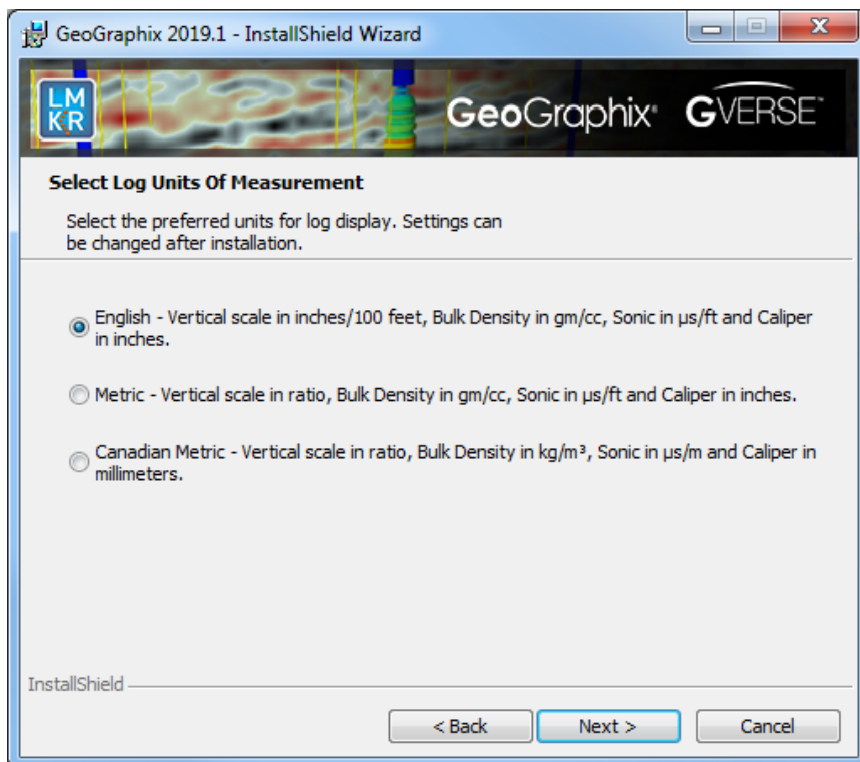 GeoGraphix 2019.1 - InstallShield Wizard
LM
KR
GeoGraphix®
GVERSE™
Select Log Units Of Measurement
Select the preferred units for log display. Settings can
be changed after installation.
English - Vertical scale in inches/100 feet, Bulk Density in gm/cc, Sonic in µs/ft and Caliper
in inches.
Metric - Vertical scale in ratio, Bulk Density in gm/cc, Sonic in µs/ft and Caliper in inches.
Canadian Metric - Vertical scale in ratio, Bulk Density in kg/m³, Sonic in µs/m and Caliper in
millimeters.
InstallShield
< Back
Next >
Cancel